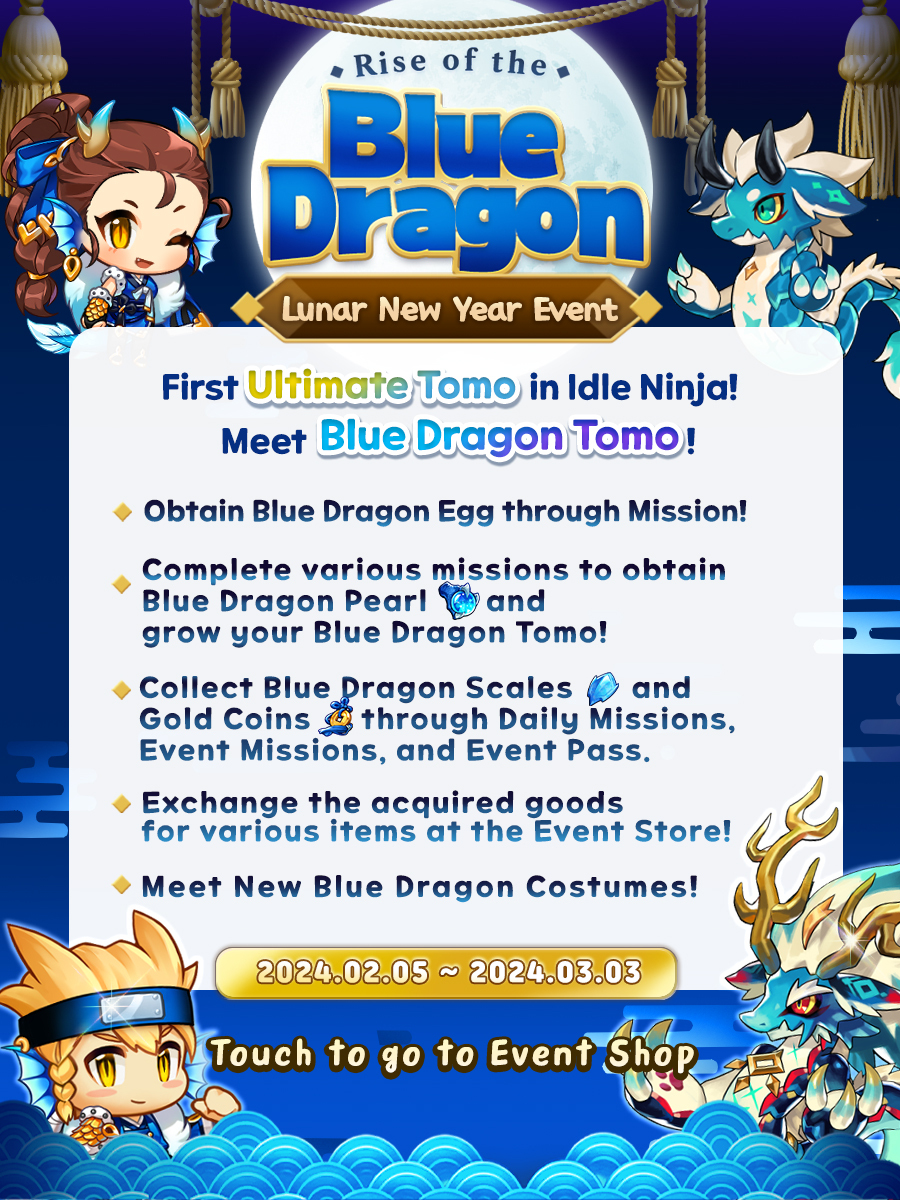 Rise of the
Blue
Dragon
Lunar New Year Event
First Ultimate Tomo in Idle Ninja!
Meet Blue Dragon Tomo!
Obtain Blue Dragon Egg through Mission!
Complete various missions to obtain
Blue Dragon Pearl and
grow your Blue Dragon Tomo!
Collect Blue Dragon Scales and
Gold Coins through Daily Missions,
Event Missions, and Event Pass.
Exchange the acquired goods
for various items at the Event Store!
Meet New Blue Dragon Costumes!
2024.02.05 ~ 2024.03.03
Touch to go to Event Shop